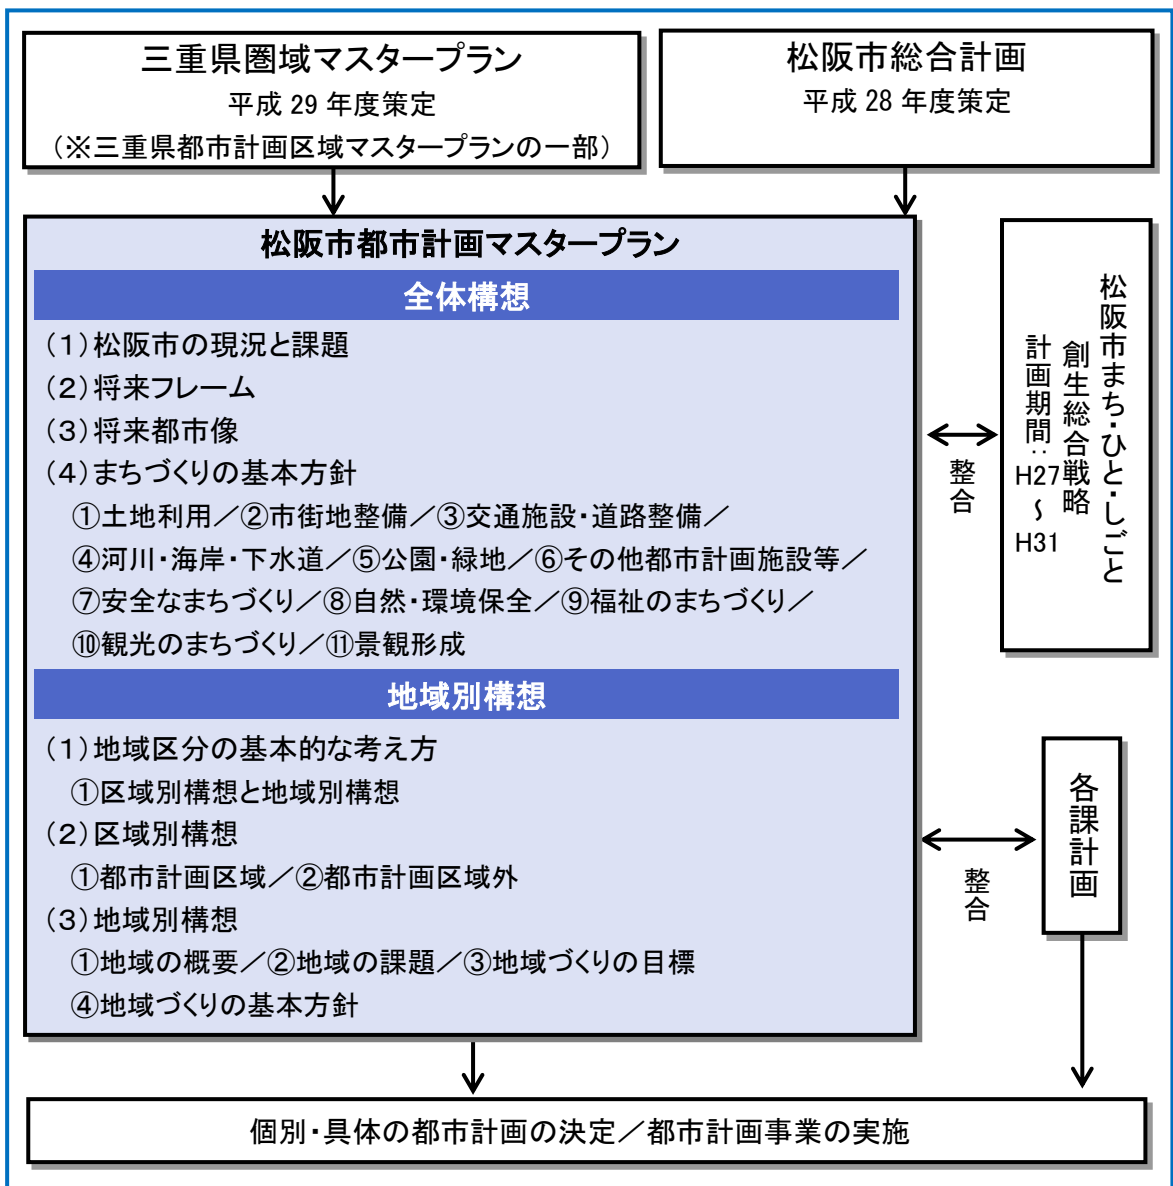 三重県圏域マスタープラン
平成 29 年度策定
（※三重県都市計画区域マスタープランの一部）
松阪市総合計画
平成 28 年度策定
松阪市都市計画マスタープラン
全体構想
（１）松阪市の現況と課題
（２）将来フレーム
（３）将来都市像
（４）まちづくりの基本方針
①土地利用／②市街地整備／③交通施設・道路整備／
④河川・海岸・下水道／⑤公園・緑地／⑥その他都市計画施設等／
⑦安全なまちづくり／⑧自然・環境保全／⑨福祉のまちづくり／
⑩観光のまちづくり／⑪景観形成
地域別構想
（１）地域区分の基本的な考え方
①区域別構想と地域別構想
（２）区域別構想
①都市計画区域／②都市計画区域外
（３）地域別構想
①地域の概要／②地域の課題／③地域づくりの目標
④地域づくりの基本方針
整合
松阪市まち・ひと・しごと
創生総合戦略
計画期間：H27～H31
整合
各課計画
個別・具体の都市計画の決定／都市計画事業の実施